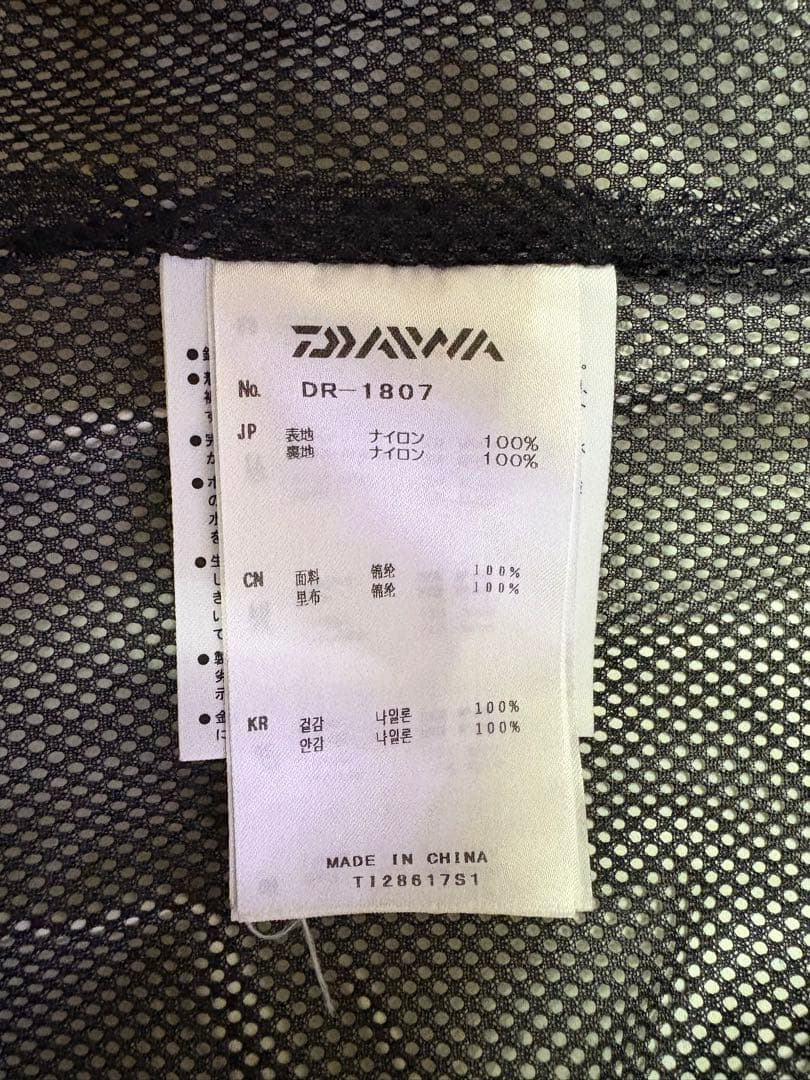 DAIWA
No. DR-1807
JP 表地 ナイロン 100%
裏地 ナイロン 100%
CN 面料 锦纶 100%
里布 锦纶 100%
KR 겉감 나일론 100%
안감 나일론 100%
MADE IN CHINA
TI28617S1